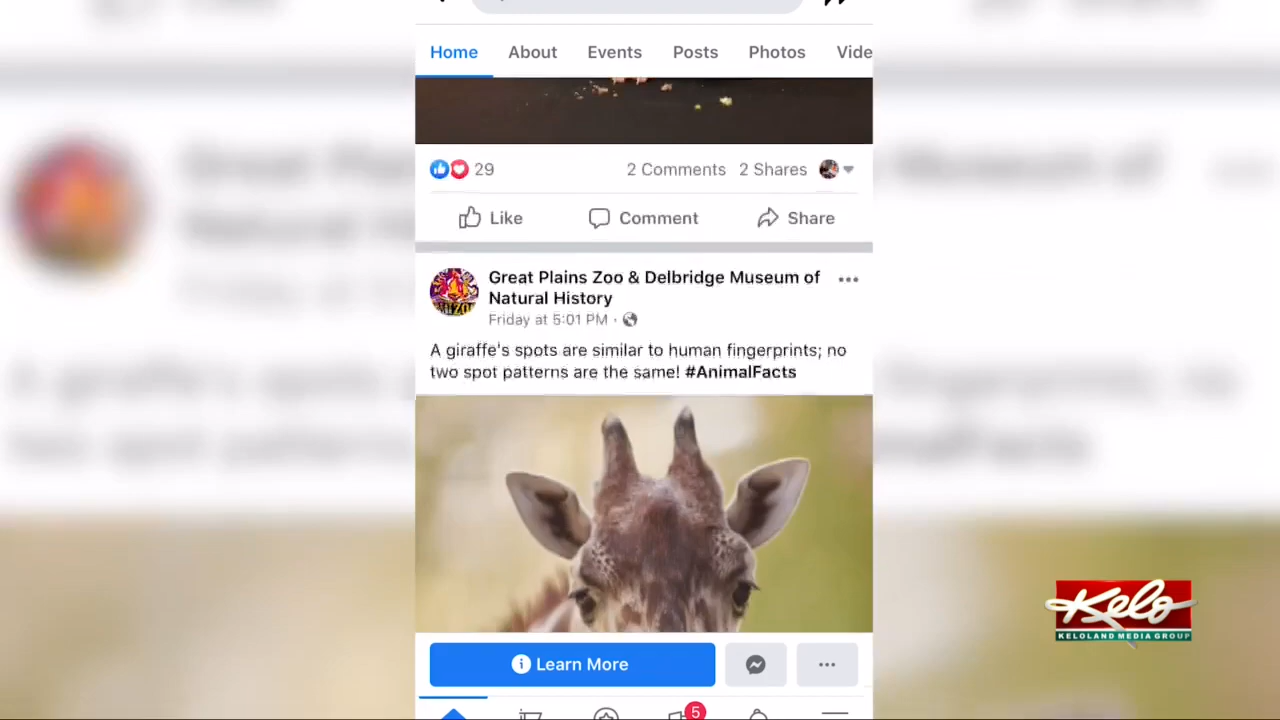 Home About Events Posts Photos Vide
29 2 Comments 2 Shares
Like Comment Share
Great Plains Zoo & Delbridge Museum of
Natural History
Friday at 5:01 PM ·
A giraffe's spots are similar to human fingerprints; no
two spot patterns are the same! #AnimalFacts
Kelo
KELOLAND MEDIA GROUP
Learn More
5